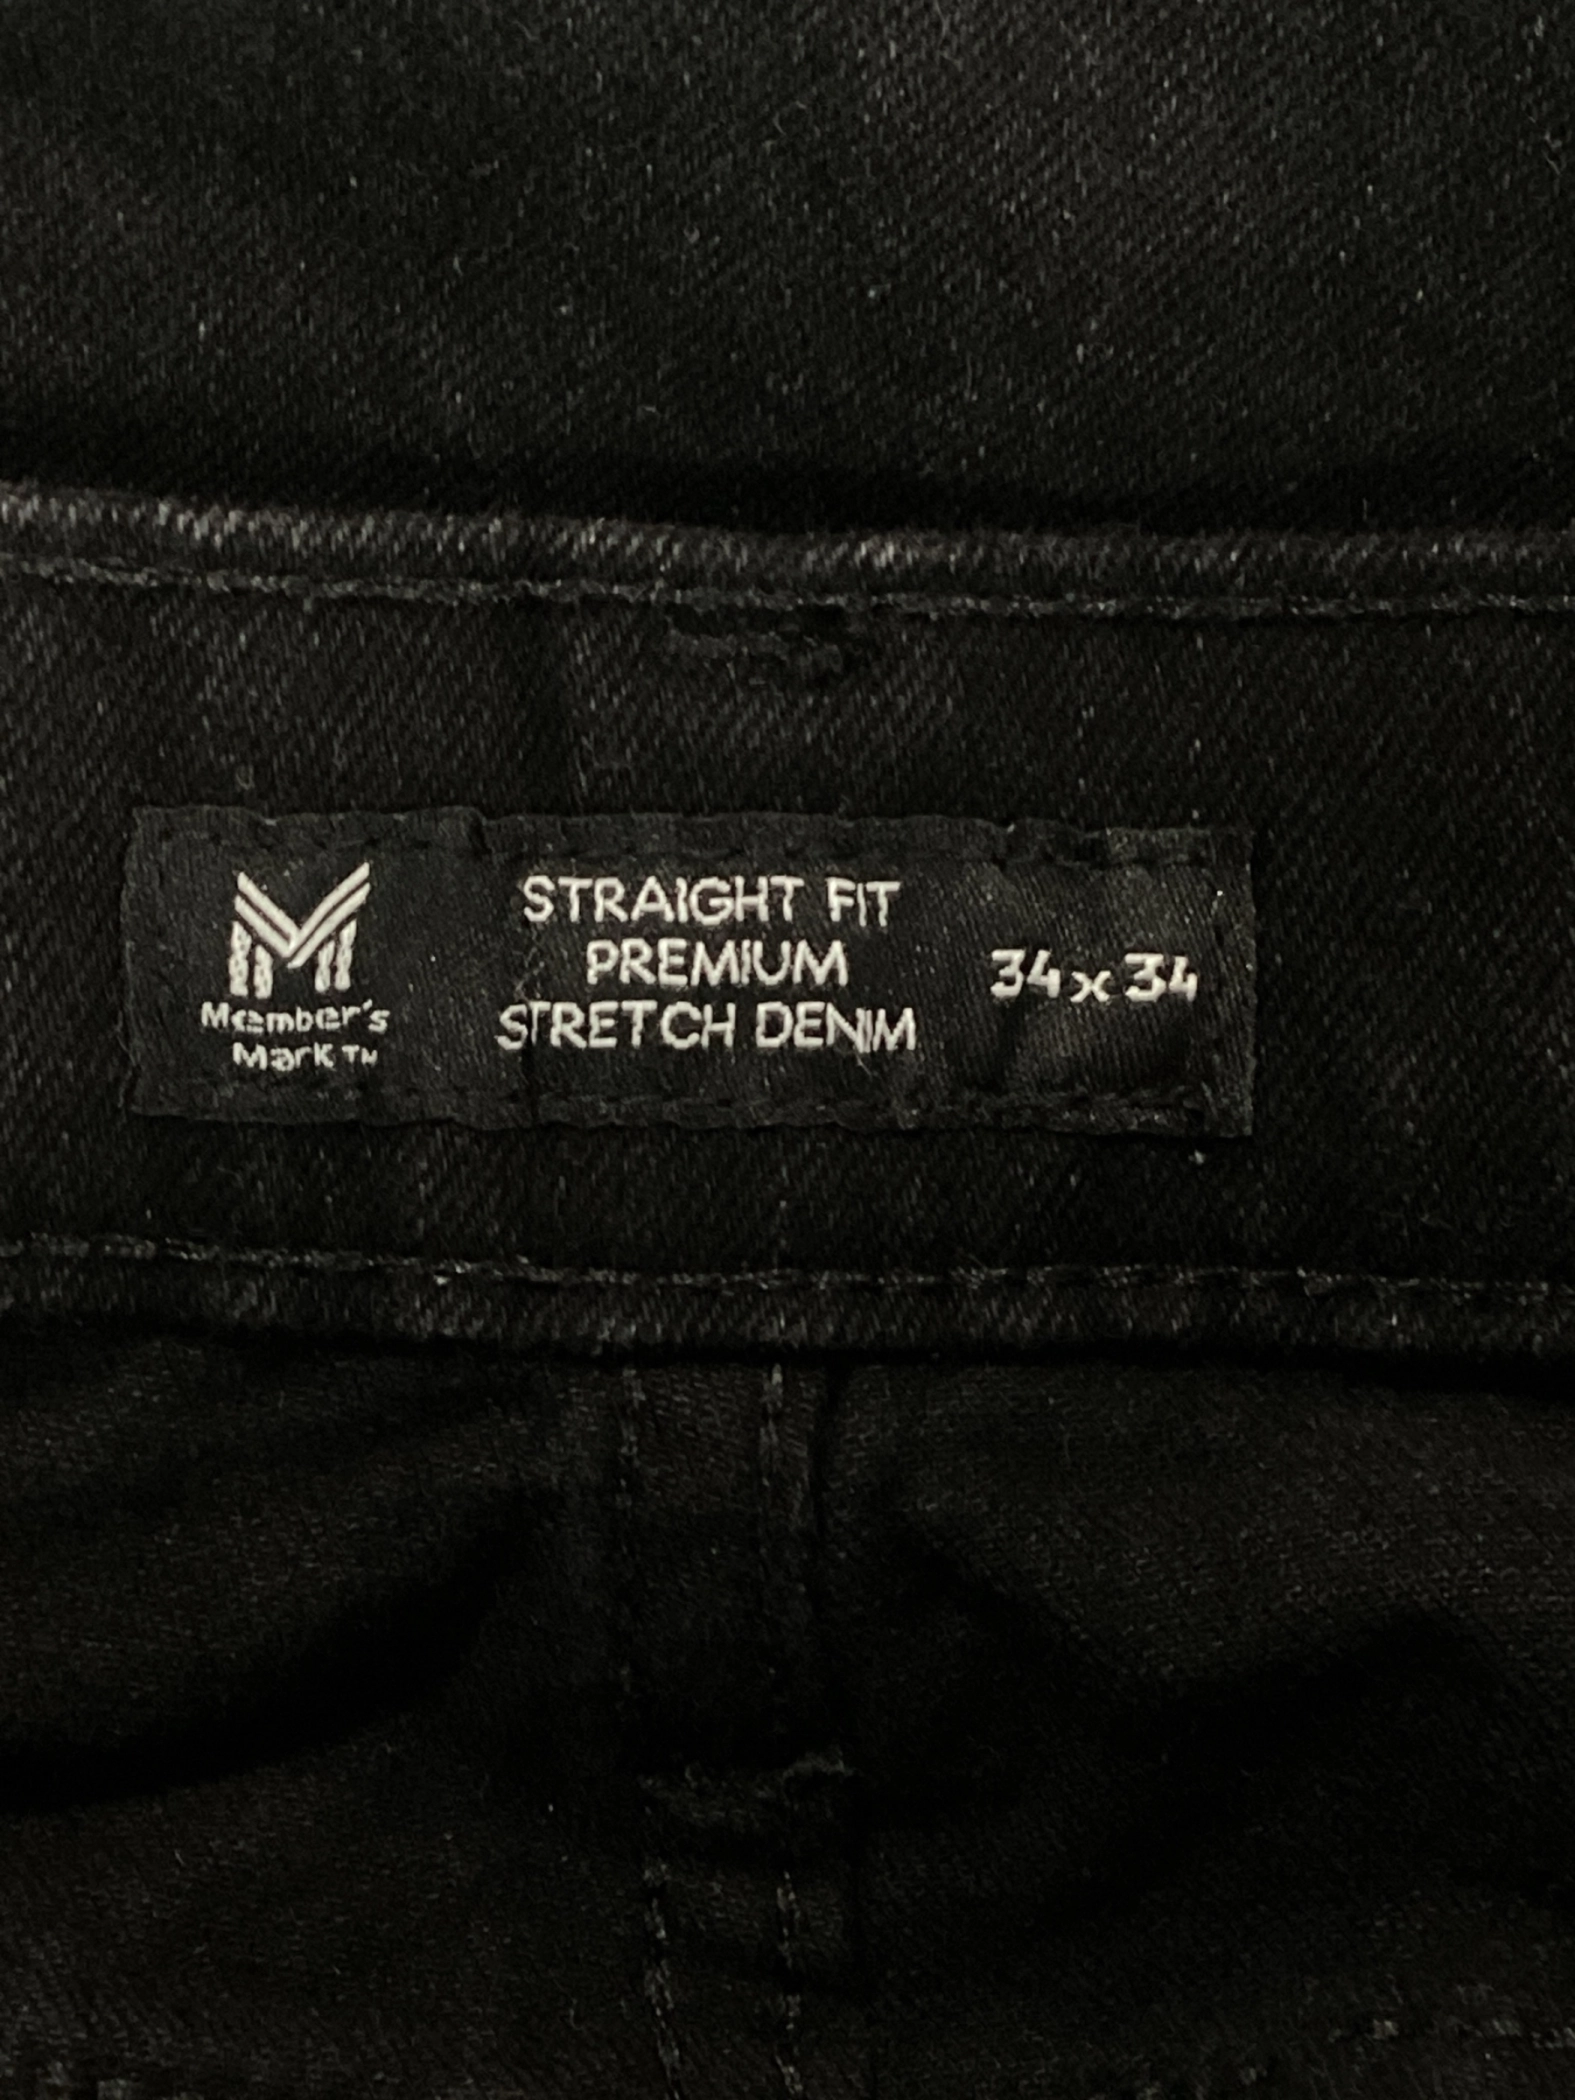 Member's
Mark TM
STRAIGHT FIT
PREMIUM
STRETCH DENIM
34 x 34